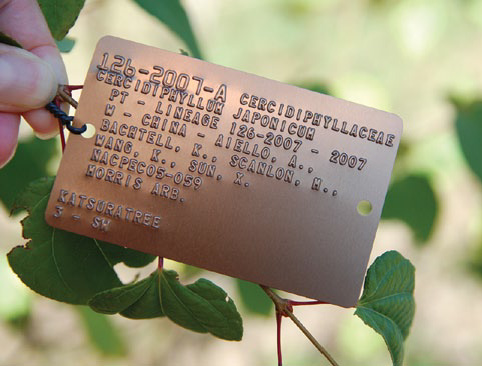 126-2007-A CERCIDIPHYLLACEAE
CERCIDIPHYLLUM JAPONICUM
PT - LINEAGE 126-2007 - 2007
W - CHINA - AIELLO, A.,
BACHTELL, K., SCANLON, M.,
WANG, K., SUN, X.
NACPEC05-059
MORRIS ARB.
KATSURATREE
3 - SH